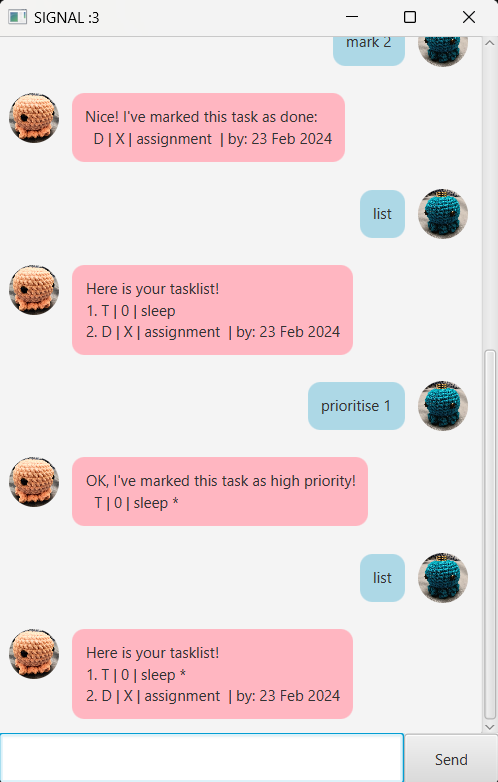 SIGNAL :3
mark 2
Nice! I've marked this task as done:
D | X | assignment | by: 23 Feb 2024
list
Here is your tasklist!
1. T | 0 | sleep
2. D | X | assignment | by: 23 Feb 2024
prioritise 1
OK, I've marked this task as high priority!
T | 0 | sleep *
list
Here is your tasklist!
1. T | 0 | sleep *
2. D | X | assignment | by: 23 Feb 2024
Send